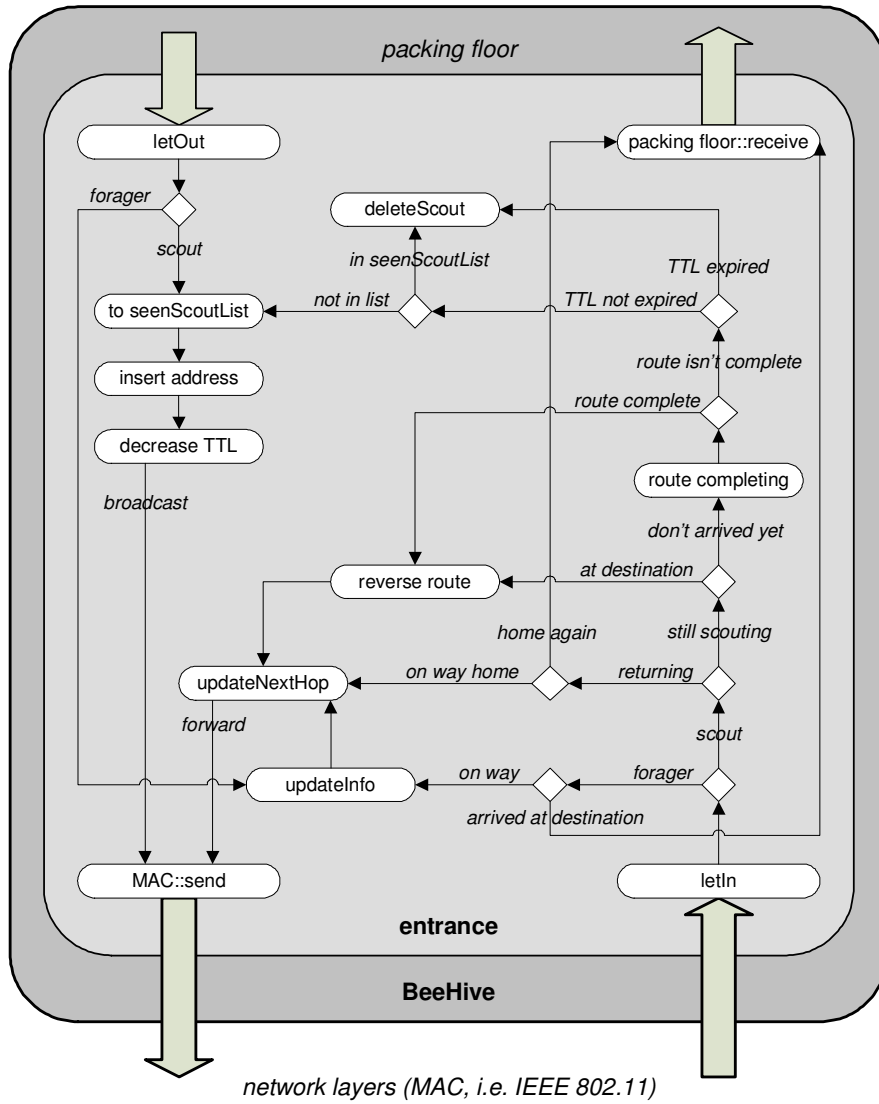 packing floor
letOut
packing floor::receive
forager
deleteScout
scout
in seenScoutList
TTL expired
to seenScoutList
not in list
TTL not expired
insert address
route isn't complete
route complete
decrease TTL
route completing
broadcast
don't arrived yet
reverse route
at destination
home again
still scouting
updateNextHop
on way home
returning
forward
scout
updateInfo
on way
forager
arrived at destination
MAC::send
letIn
entrance
BeeHive
network layers (MAC, i.e. IEEE 802.11)